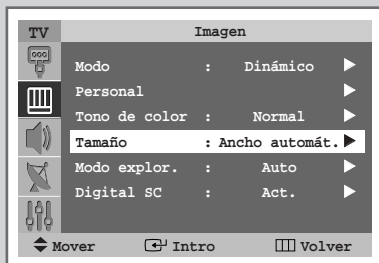 TV Imagen
Modo : Dinámico
Personal
Tono de color : Normal
Tamaño : Ancho automát.
Modo explor. : Auto
Digital SC : Act.
Mover Intro Volver